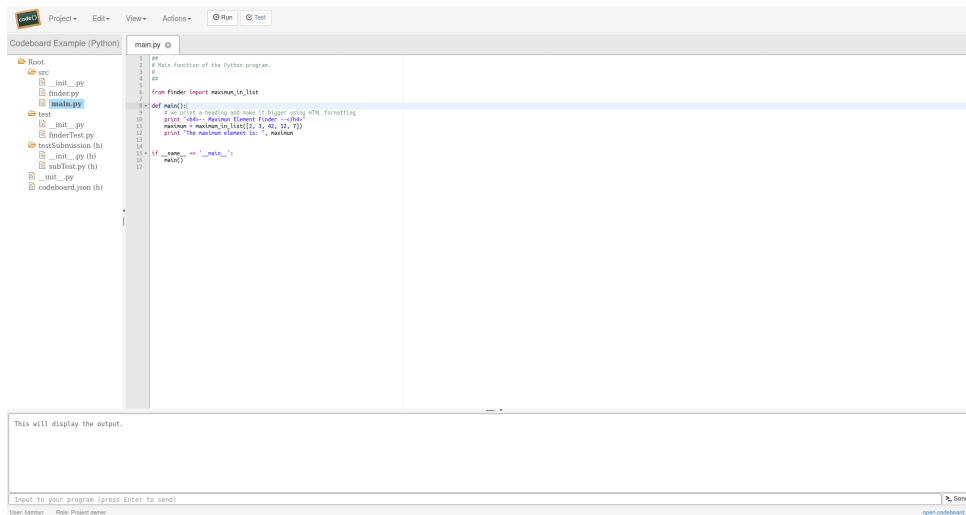 code()
Project Edit View Actions Run Test
Codeboard Example (Python)
Root
src
__init__.py
finder.py
main.py
test
__init__.py
finderTest.py
testSubmission (h)
__init__.py (h)
subTest.py (h)
__init__.py
codeboard.json (h)
main.py
1 ##
2 # Main function of the Python program.
3 #
4 ##
5
6 from finder import maximum_in_list
7
8 def main():
9 # we print a heading and make it bigger using HTML formatting
10 print "<h4>-- Maximum Element Finder --</h4>"
11 maximum = maximum_in_list([2, 3, 42, 12, 7])
12 print "The maximum element is: ", maximum
13
14
15 if __name__ == '__main__':
16 main()
17
This will display the output.
Input to your program (press Enter to send)
>_ Send
User: liamtarr Role: Project owner
open.codeboard.